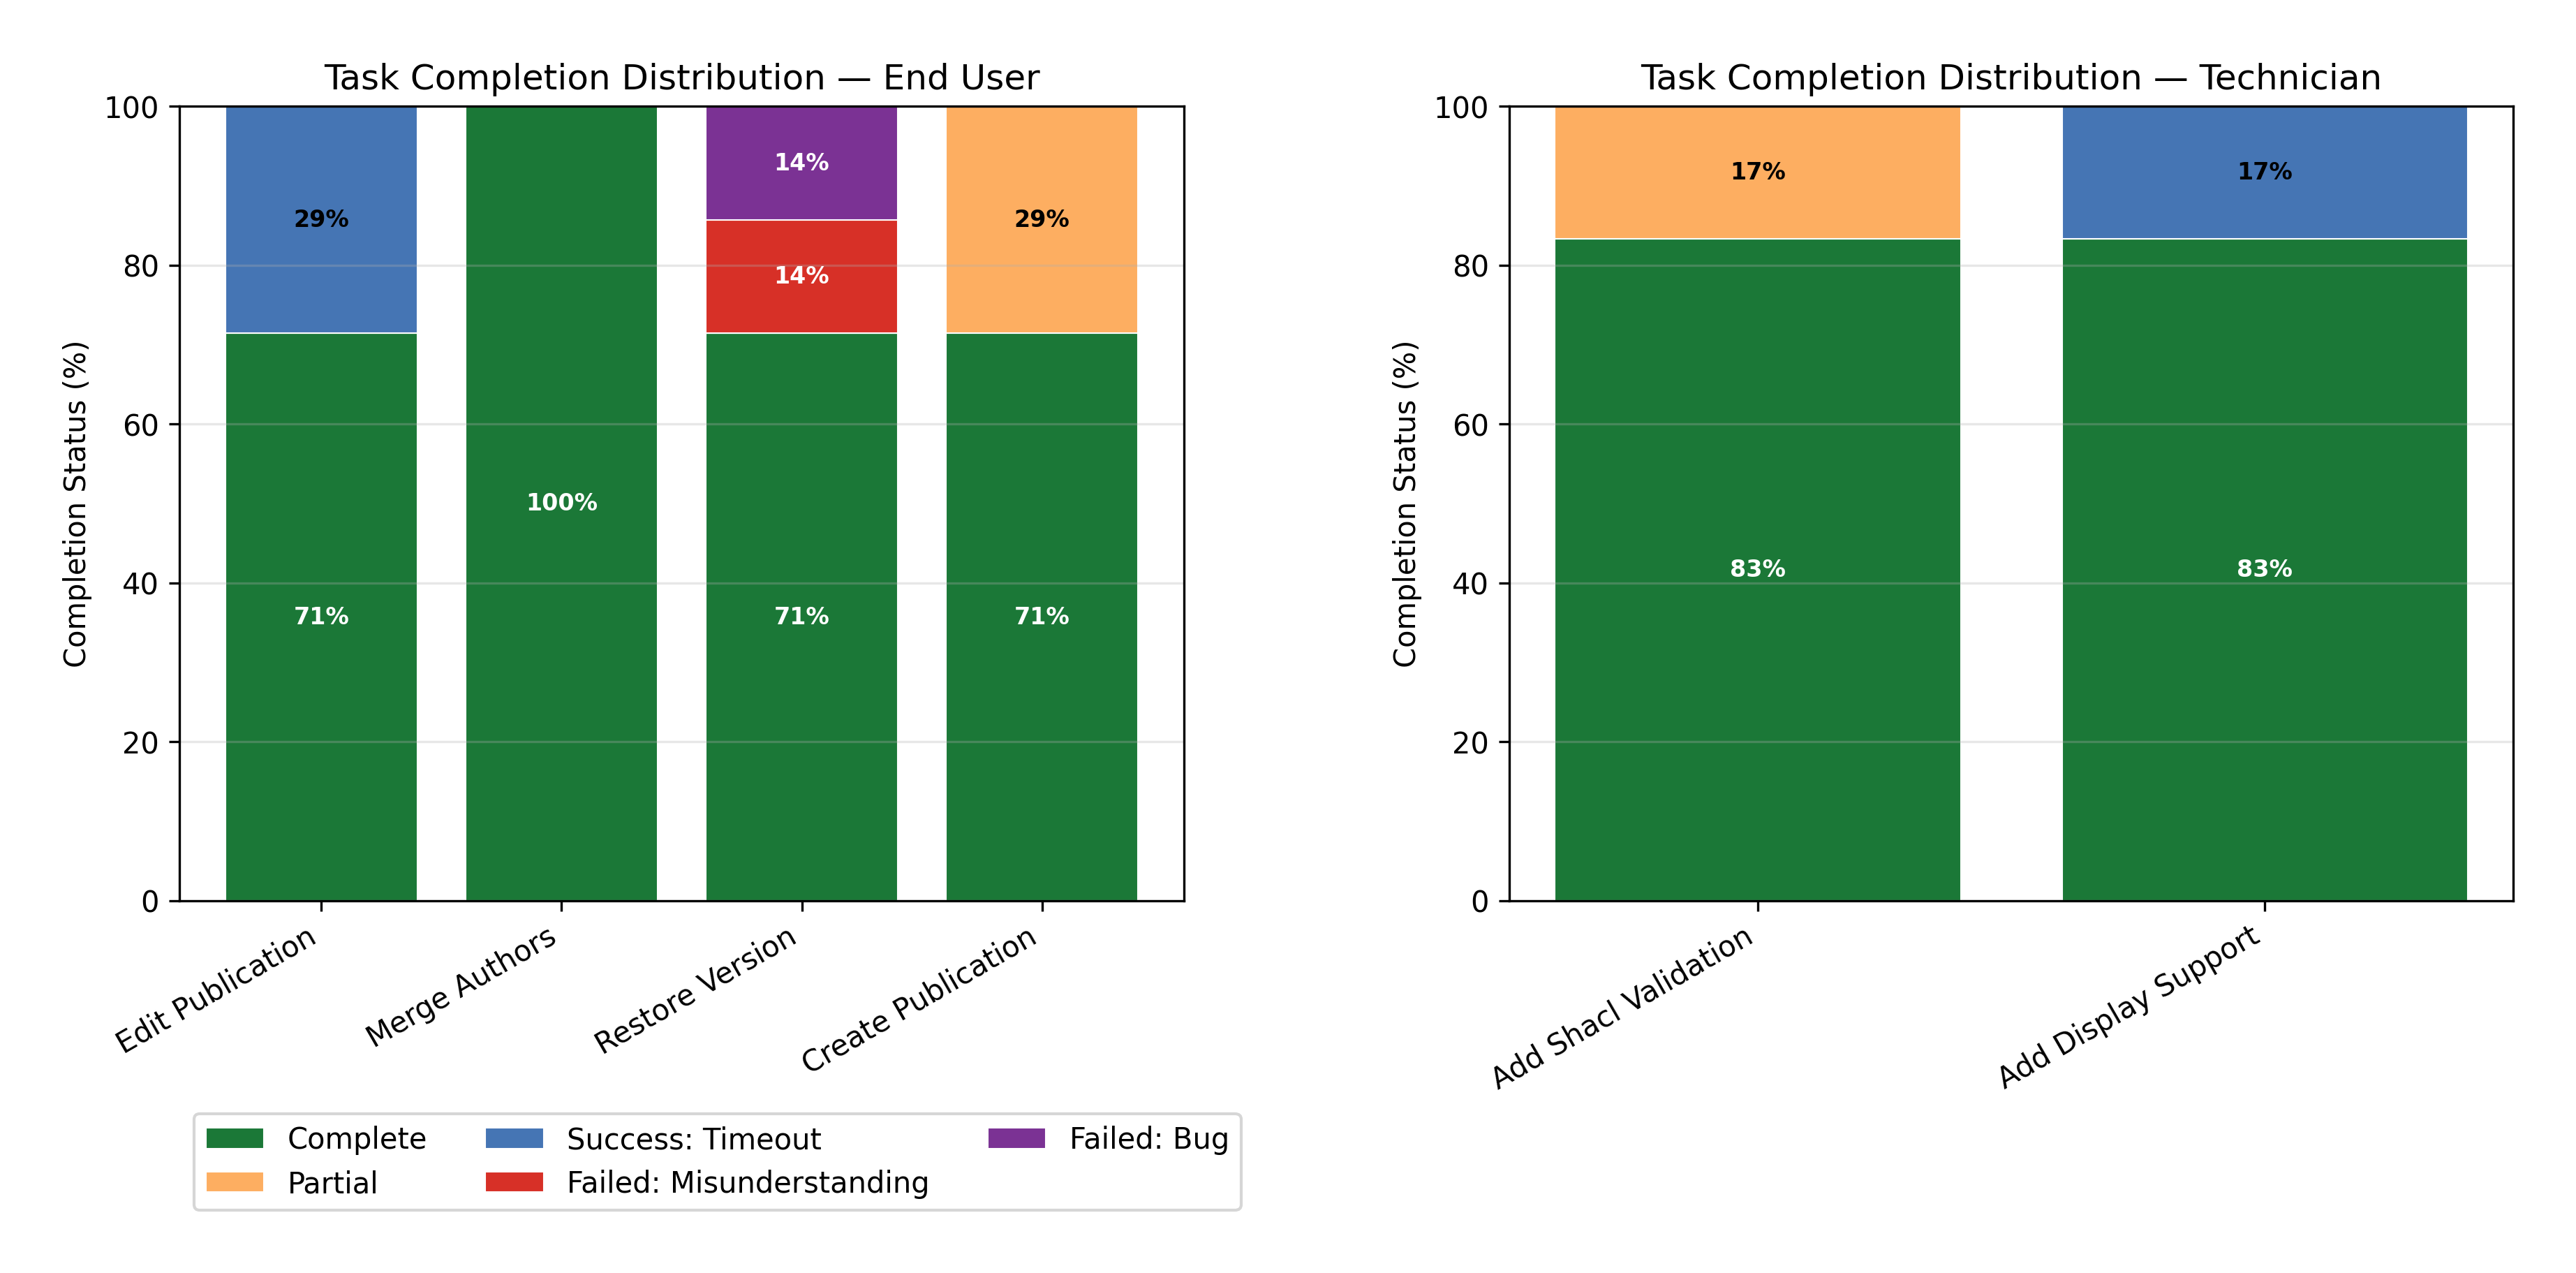 Task Completion Distribution — End User
Completion Status (%)
100
80
60
40
20
0
29%
71%
100%
14%
14%
71%
29%
71%
Edit Publication
Merge Authors
Restore Version
Create Publication
Complete
Partial
Success: Timeout
Failed: Misunderstanding
Failed: Bug
Task Completion Distribution — Technician
Completion Status (%)
100
80
60
40
20
0
17%
83%
17%
83%
Add Shacl Validation
Add Display Support